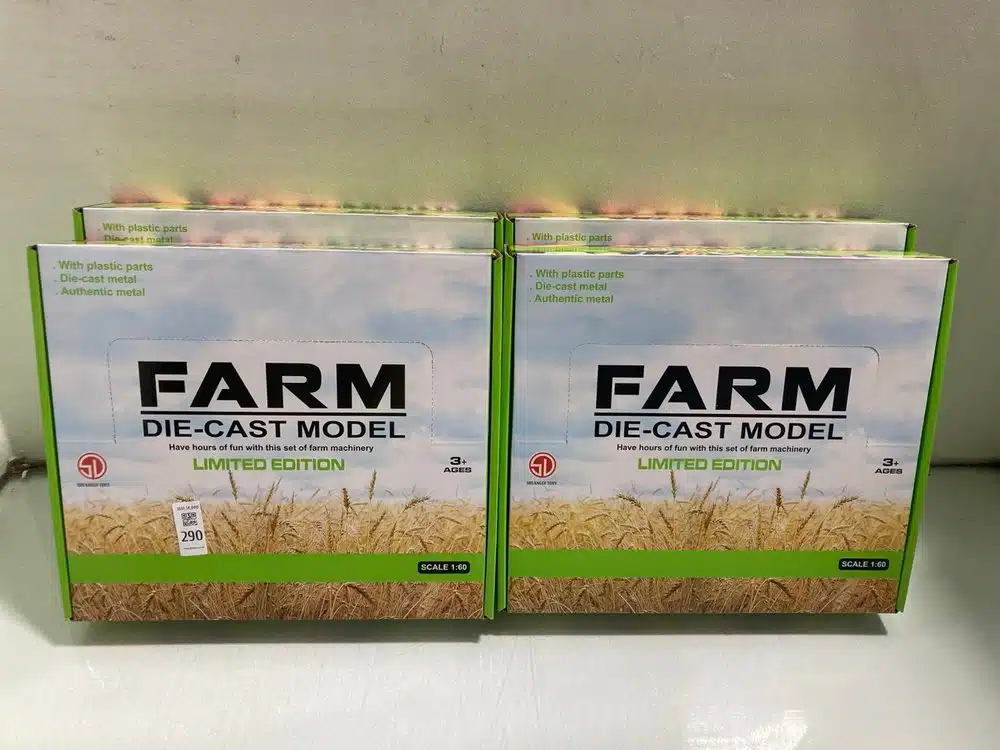 . With plastic parts
. Die-cast metal
. With plastic parts
. With plastic parts
. Die-cast metal
. Authentic metal
FARM
DIE-CAST MODEL
Have hours of fun with this set of farm machinery
LIMITED EDITION
3+
AGES
290
SCALE 1:60
. With plastic parts
. Die-cast metal
. Authentic metal
FARM
DIE-CAST MODEL
Have hours of fun with this set of farm machinery
LIMITED EDITION
3+
AGES
SCALE 1:60